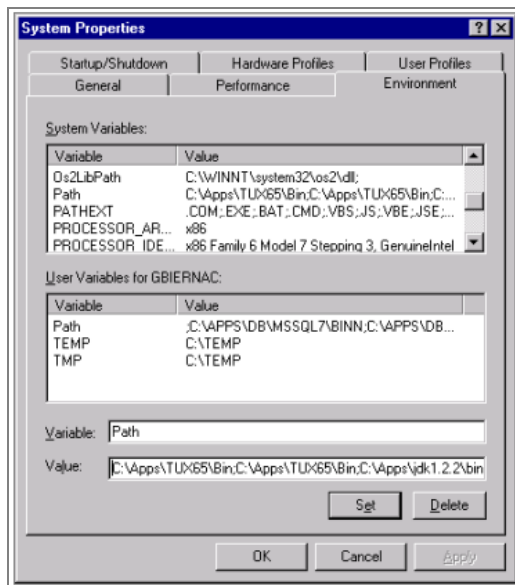 System Properties
Startup/Shutdown Hardware Profiles User Profiles
General Performance Environment
System Variables:
Variable Value
Os2LibPath C:\WINNT\system32\os2\dll;
Path C:\Apps\TUX65\Bin;C:\Apps\TUX65\Bin;C:...
PATHEXT .COM;.EXE;.BAT;.CMD;.VBS;.JS;.VBE;.JSE;...
PROCESSOR_AR... x86
PROCESSOR_IDE... x86 Family 6 Model 7 Stepping 3, GenuineIntel
User Variables for GBIERNAC:
Variable Value
Path ;C:\APPS\DB\MSSQL7\BINN;C:\APPS\DB...
TEMP C:\TEMP
TMP C:\TEMP
Variable: Path
Value: C:\Apps\TUX65\Bin;C:\Apps\TUX65\Bin;C:\Apps\jdk1.2.2\bin
Set Delete
OK Cancel Apply